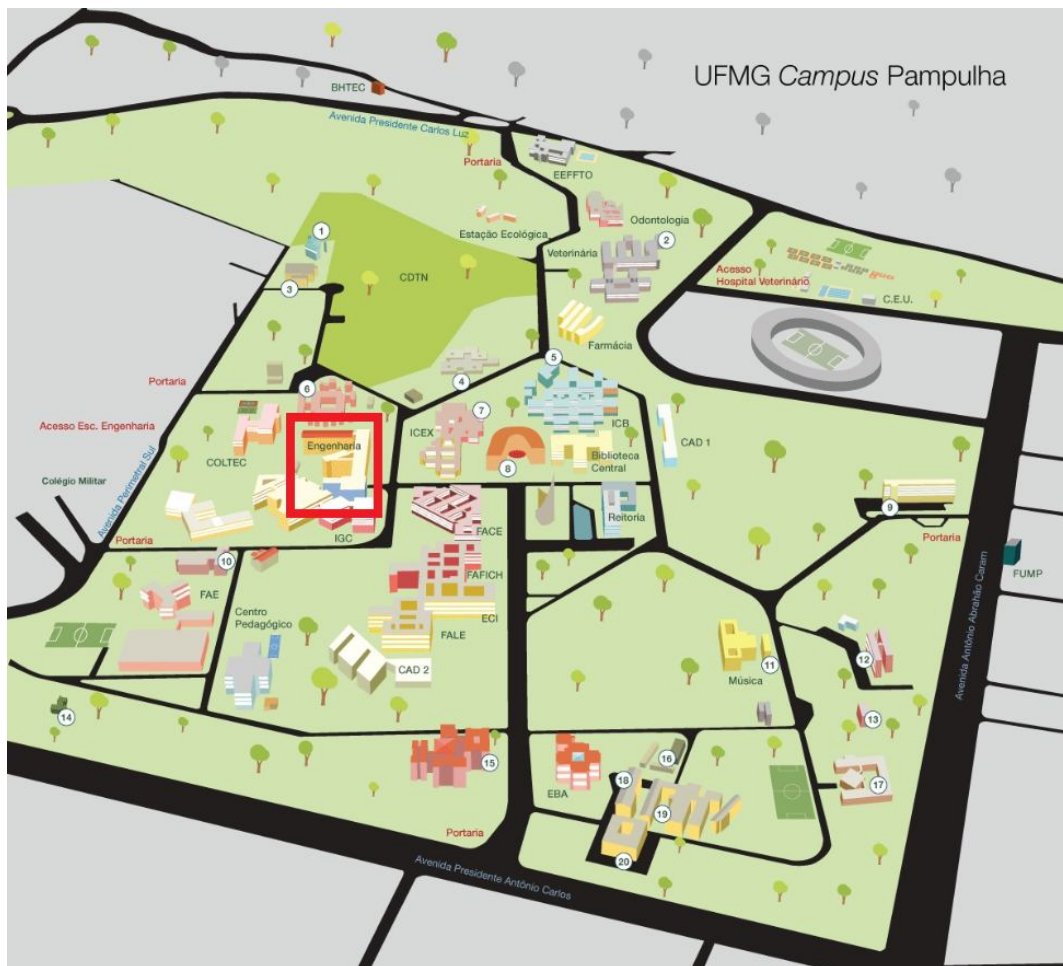 UFMG Campus Pampulha
BHTEC
Avenida Presidente Carlos Luz
Portaria
EEFFTO
Odontologia
Estação Ecológica
1
Veterinária
2
CDTN
3
Acesso
Hospital Veterinário
C.E.U.
Farmácia
5
4
Portaria
6
7
ICEX
ICB
CAD 1
Acesso Esc. Engenharia
Engenharia
COLTEC
Biblioteca
Central
8
Colégio Militar
Avenida Perimetral Sul
9
Reitoria
FACE
IGC
Portaria
Portaria
10
FUMP
FAFICH
FAE
Centro
Pedagógico
ECI
FALE
CAD 2
11
Música
12
Avenida Antônio Abrahão Caram
13
14
15
16
EBA
18
17
19
Portaria
20
Avenida Presidente Antônio Carlos